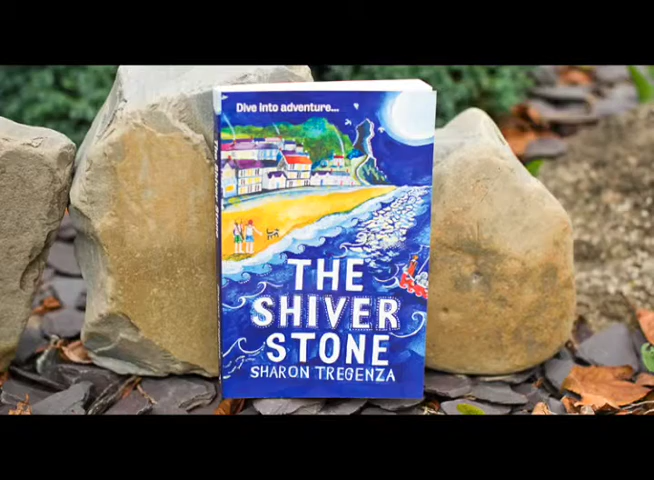 Dive into adventure...
THE
SHIVER
STONE
SHARON TREGENZA